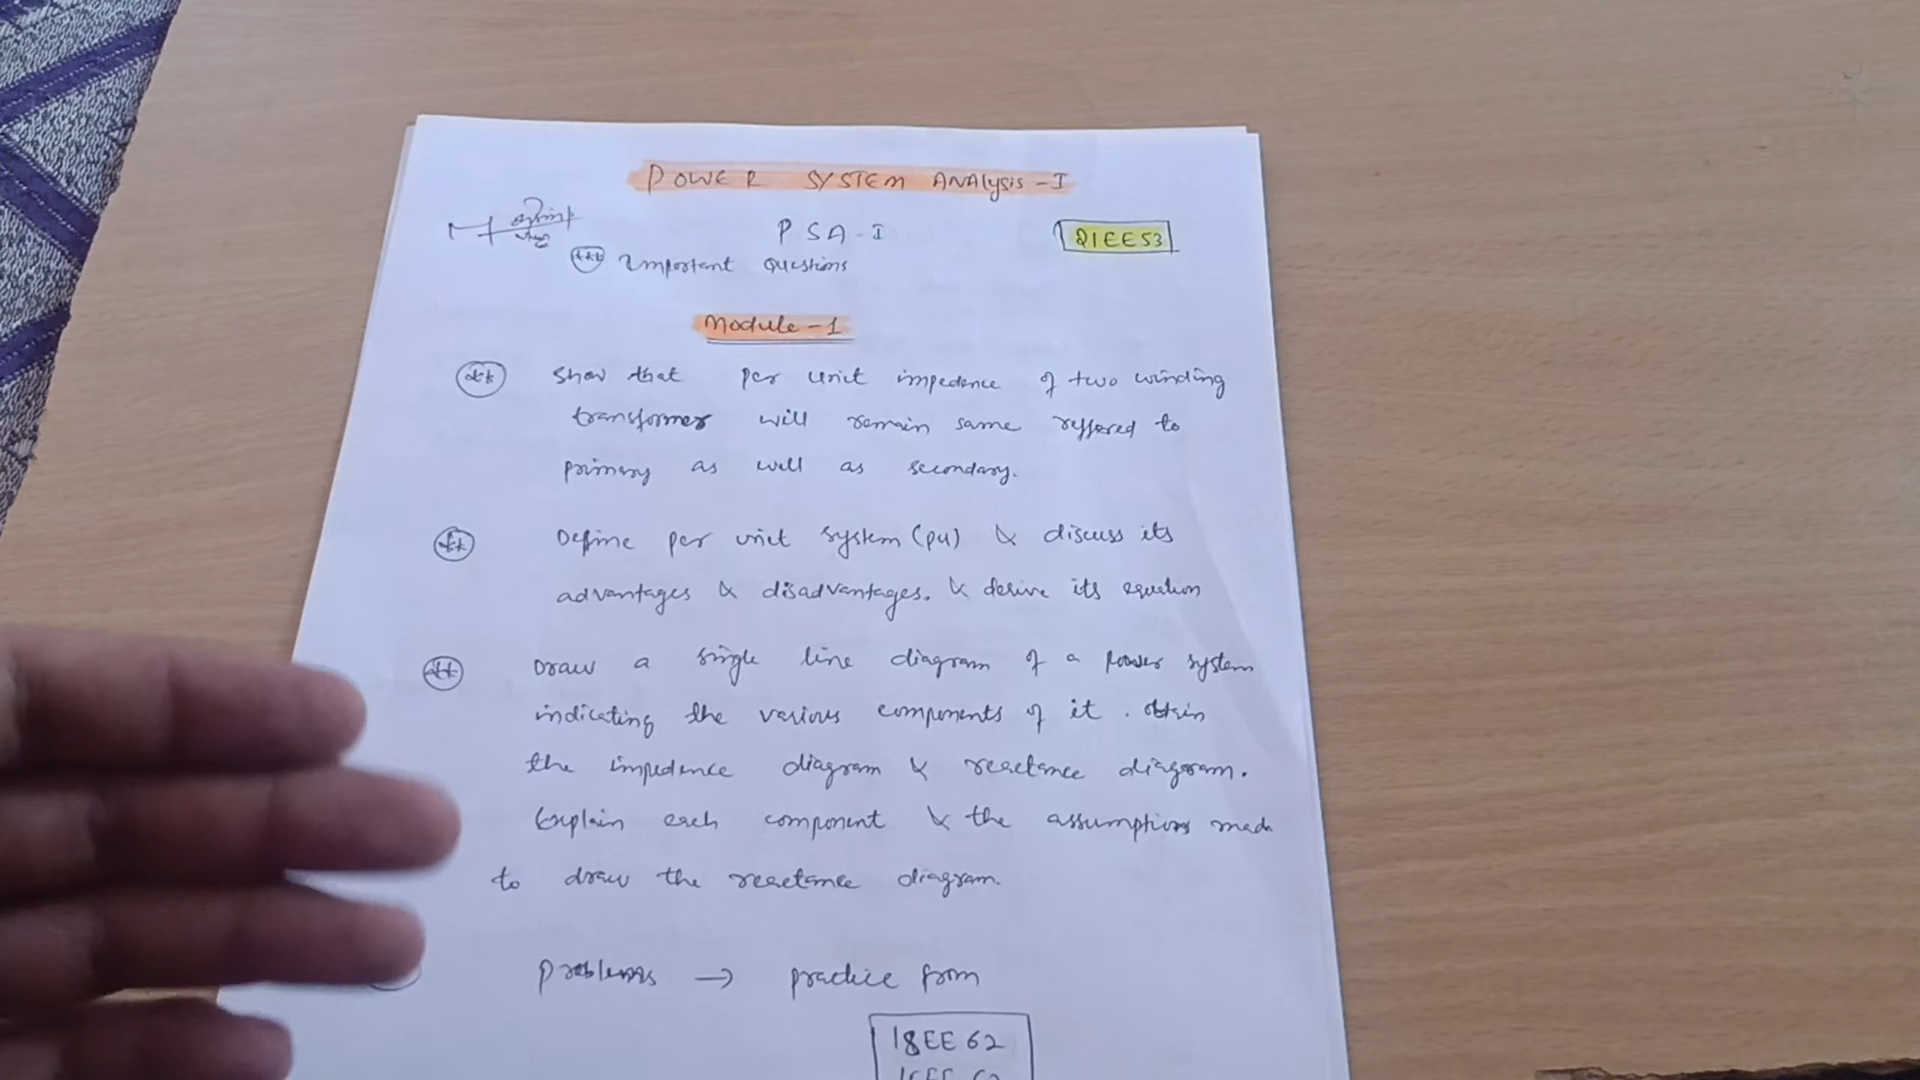 POWER SYSTEM ANALYSIS - I
PSA - I
21EE53
Important Questions
Module - 1
Show that per unit impedence of two winding
transformer will remain same reffered to
primary as well as secondary.
Define per unit system (pu) & discuss its
advantages & disadvantages. & derive its equation
Draw a single line diagram of a power system
indicating the various components of it. obtain
the impedence diagram & reactance diagram.
Explain each component & the assumptions made
to draw the reactance diagram.
Problems → practice from
18EE62